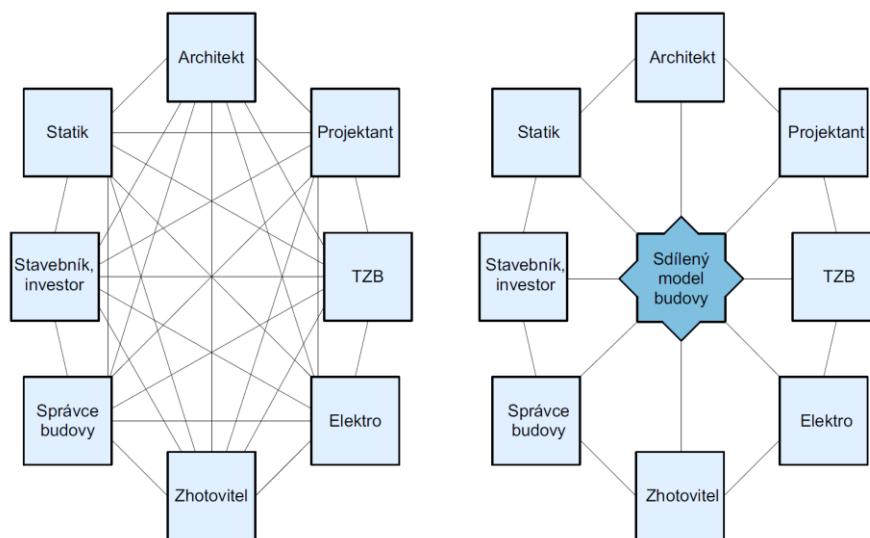 Architekt
Statik
Projektant
Stavebník,
investor
TZB
Správce
budovy
Elektro
Zhotovitel
Architekt
Statik
Projektant
Stavebník,
investor
Sdílený
model
budovy
TZB
Správce
budovy
Elektro
Zhotovitel